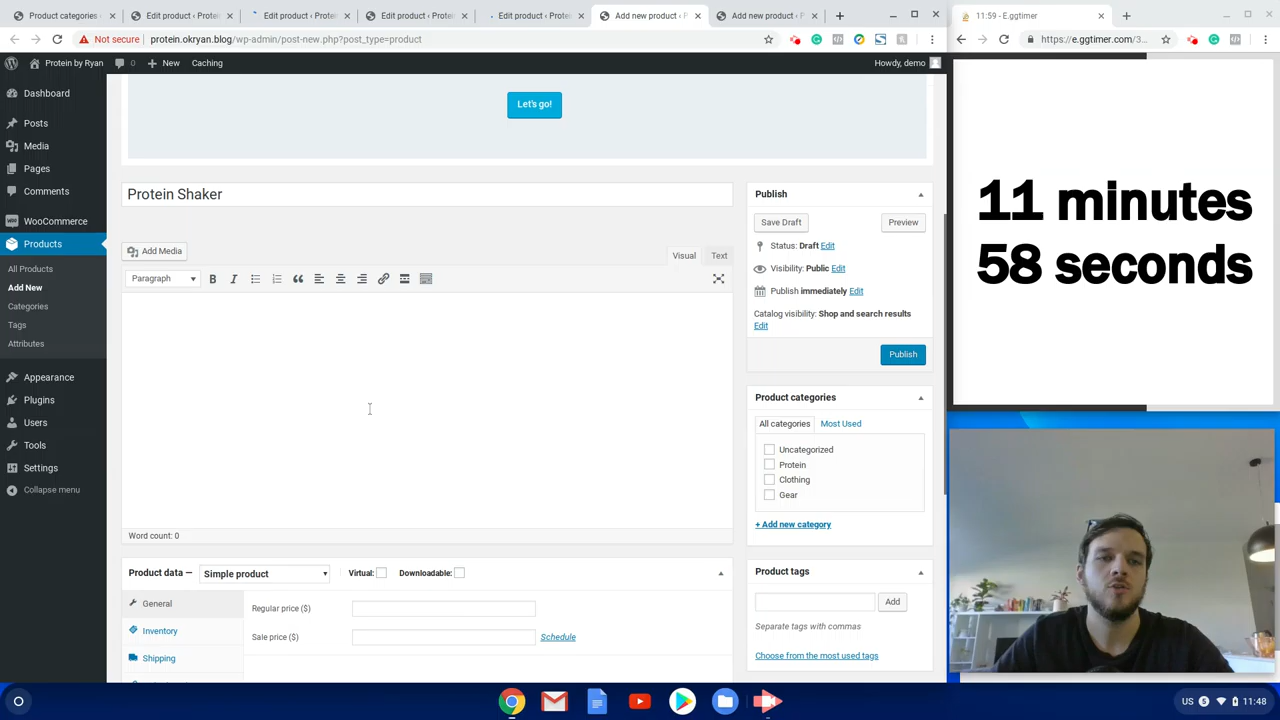 Product categories ‹ Protein
Edit product ‹ Protein
Edit product ‹ Protein
Edit product ‹ Protein
Edit product ‹ Protein
Add new product ‹ P
Add new product ‹ P
11:59 - E.ggtimer
Not secure
protein.okryan.blog/wp-admin/post-new.php?post_type=product
https://e.ggtimer.com/3...
Protein by Ryan
0
New
Caching
Howdy, demo
Dashboard
Posts
Media
Pages
Comments
WooCommerce
Products
All Products
Add New
Categories
Tags
Attributes
Appearance
Plugins
Users
Tools
Settings
Collapse menu
Let's go!
Protein Shaker
Add Media
Visual
Text
Paragraph
B I
Word count: 0
Product data —
Simple product
Virtual:
Downloadable:
General
Inventory
Shipping
Regular price ($)
Sale price ($)
Schedule
Publish
Save Draft
Preview
Status: Draft Edit
Visibility: Public Edit
Publish immediately Edit
Catalog visibility: Shop and search results
Edit
Publish
Product categories
All categories
Most Used
Uncategorized
Protein
Clothing
Gear
+ Add new category
Product tags
Add
Separate tags with commas
Choose from the most used tags
11 minutes
58 seconds
US
5
11:48